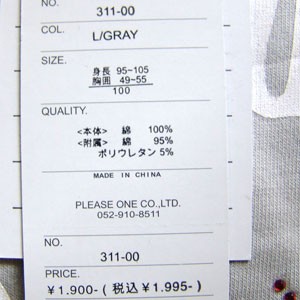 NO.
311-00
COL.
L/GRAY
SIZE.
身長 95~105
胸囲 49~55
100
QUALITY.
<本体> 綿 100%
<附属> 綿 95%
ポリウレタン 5%
MADE IN CHINA
PLEASE ONE CO.,LTD.
052-910-8511
NO.
311-00
PRICE.
¥1.900-(税込¥1.995-)